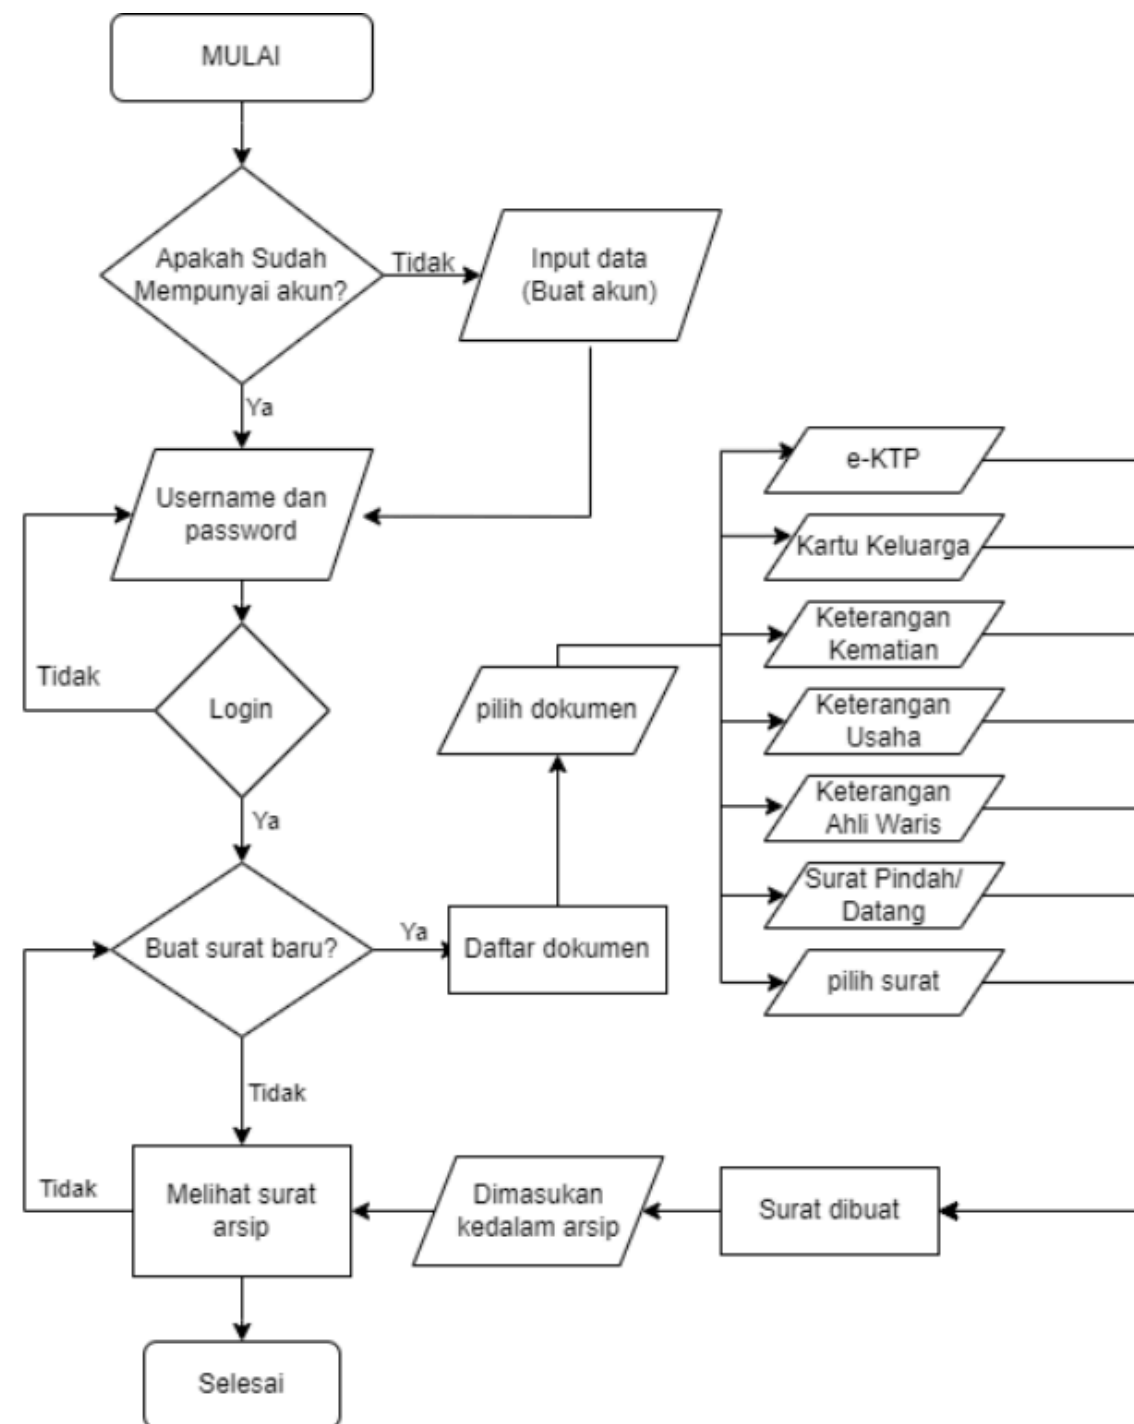 MULAI
Apakah Sudah
Mempunyai akun?
Tidak
Input data
(Buat akun)
Ya
Username dan
password
Tidak
Login
Ya
Buat surat baru?
Ya
Daftar dokumen
pilih dokumen
e-KTP
Kartu Keluarga
Keterangan
Kematian
Keterangan
Usaha
Keterangan
Ahli Waris
Surat Pindah/
Datang
pilih surat
Tidak
Surat dibuat
Dimasukan
kedalam arsip
Melihat surat
arsip
Tidak
Selesai